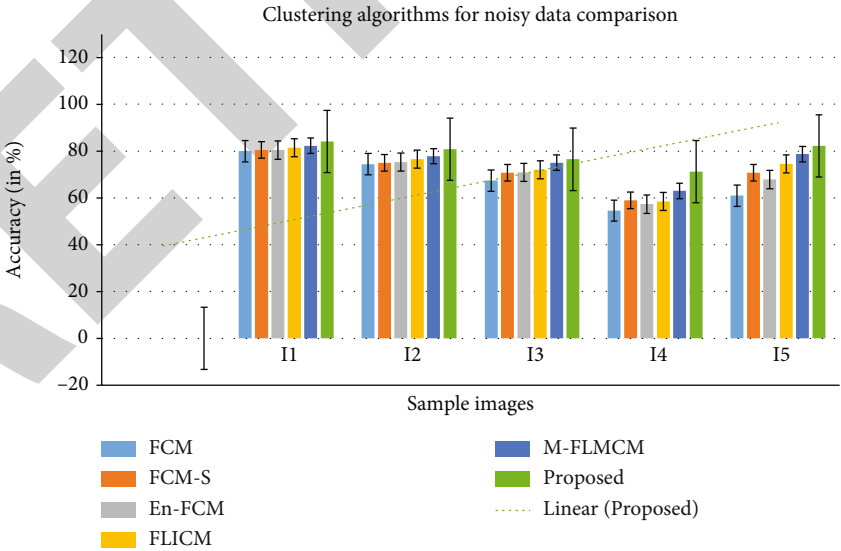 Clustering algorithms for noisy data comparison
Accuracy (in %)
120
100
80
60
40
20
0
–20
I1 I2 I3 I4 I5
Sample images
FCM
FCM-S
En-FCM
FLICM
M-FLMCM
Proposed
Linear (Proposed)